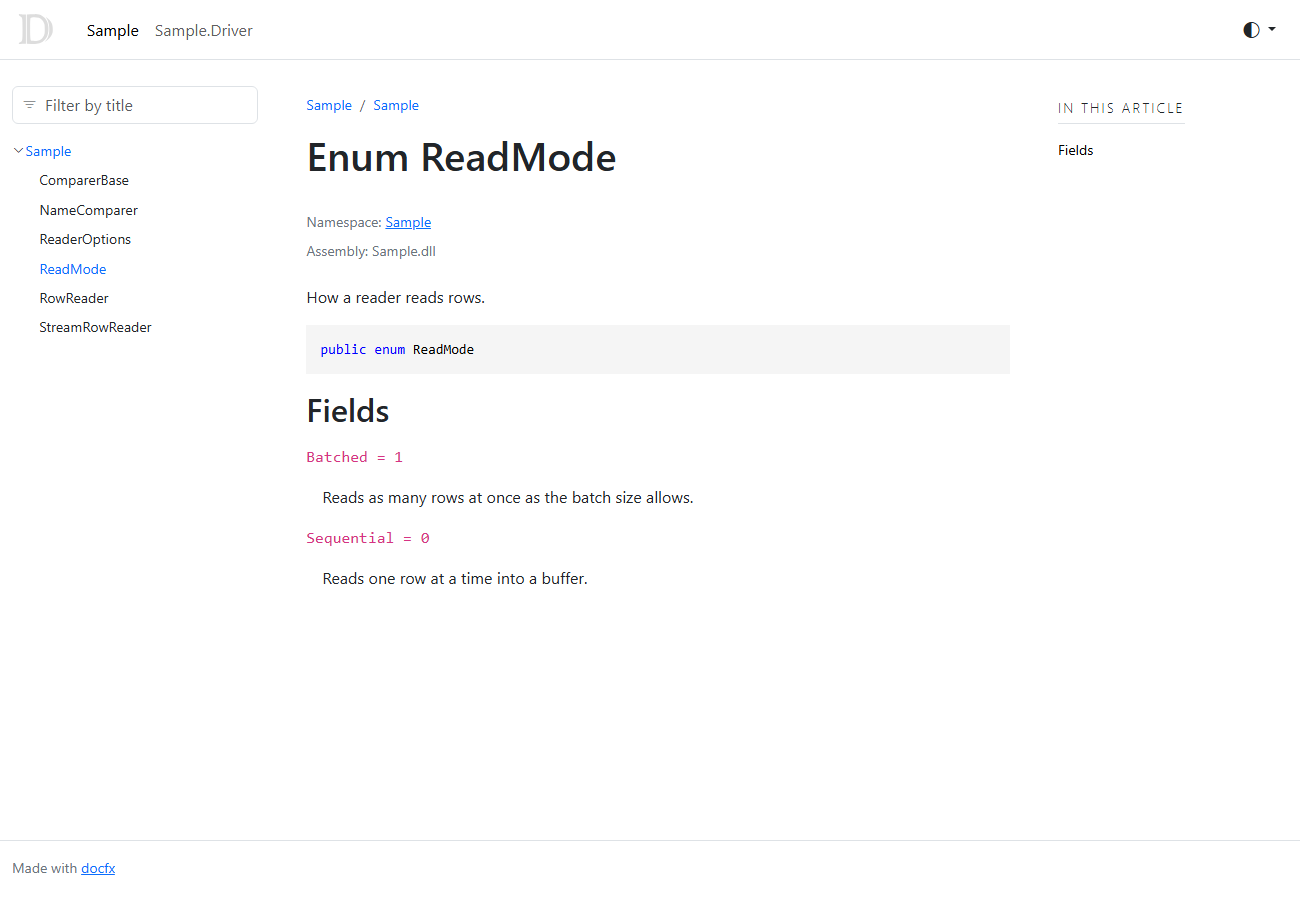 D
Sample
Sample.Driver
Filter by title
Sample
ComparerBase
NameComparer
ReaderOptions
ReadMode
RowReader
StreamRowReader
Sample / Sample
Enum ReadMode
Namespace: Sample
Assembly: Sample.dll
How a reader reads rows.
public enum ReadMode
Fields
Batched = 1
Reads as many rows at once as the batch size allows.
Sequential = 0
Reads one row at a time into a buffer.
IN THIS ARTICLE
Fields
Made with docfx